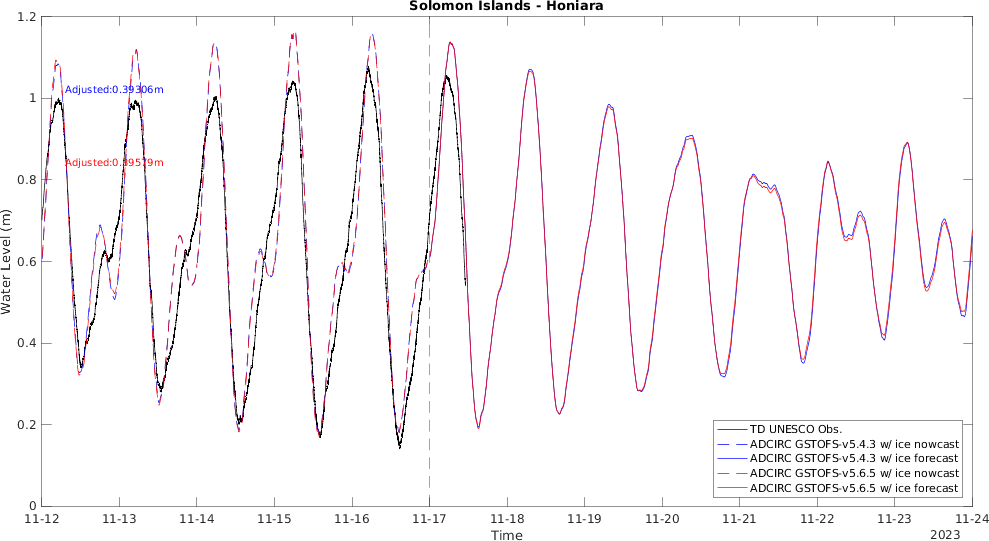 Solomon Islands - Honiara
1.2
1
0.8
0.6
0.4
0.2
0
Water Level (m)
Adjusted:0.39306m
Adjusted:0.39579m
TD UNESCO Obs.
ADCIRC GSTOFS-v5.4.3 w/ ice nowcast
ADCIRC GSTOFS-v5.4.3 w/ ice forecast
ADCIRC GSTOFS-v5.6.5 w/ ice nowcast
ADCIRC GSTOFS-v5.6.5 w/ ice forecast
11-12 11-13 11-14 11-15 11-16 11-17 11-18 11-19 11-20 11-21 11-22 11-23 11-24
Time
2023